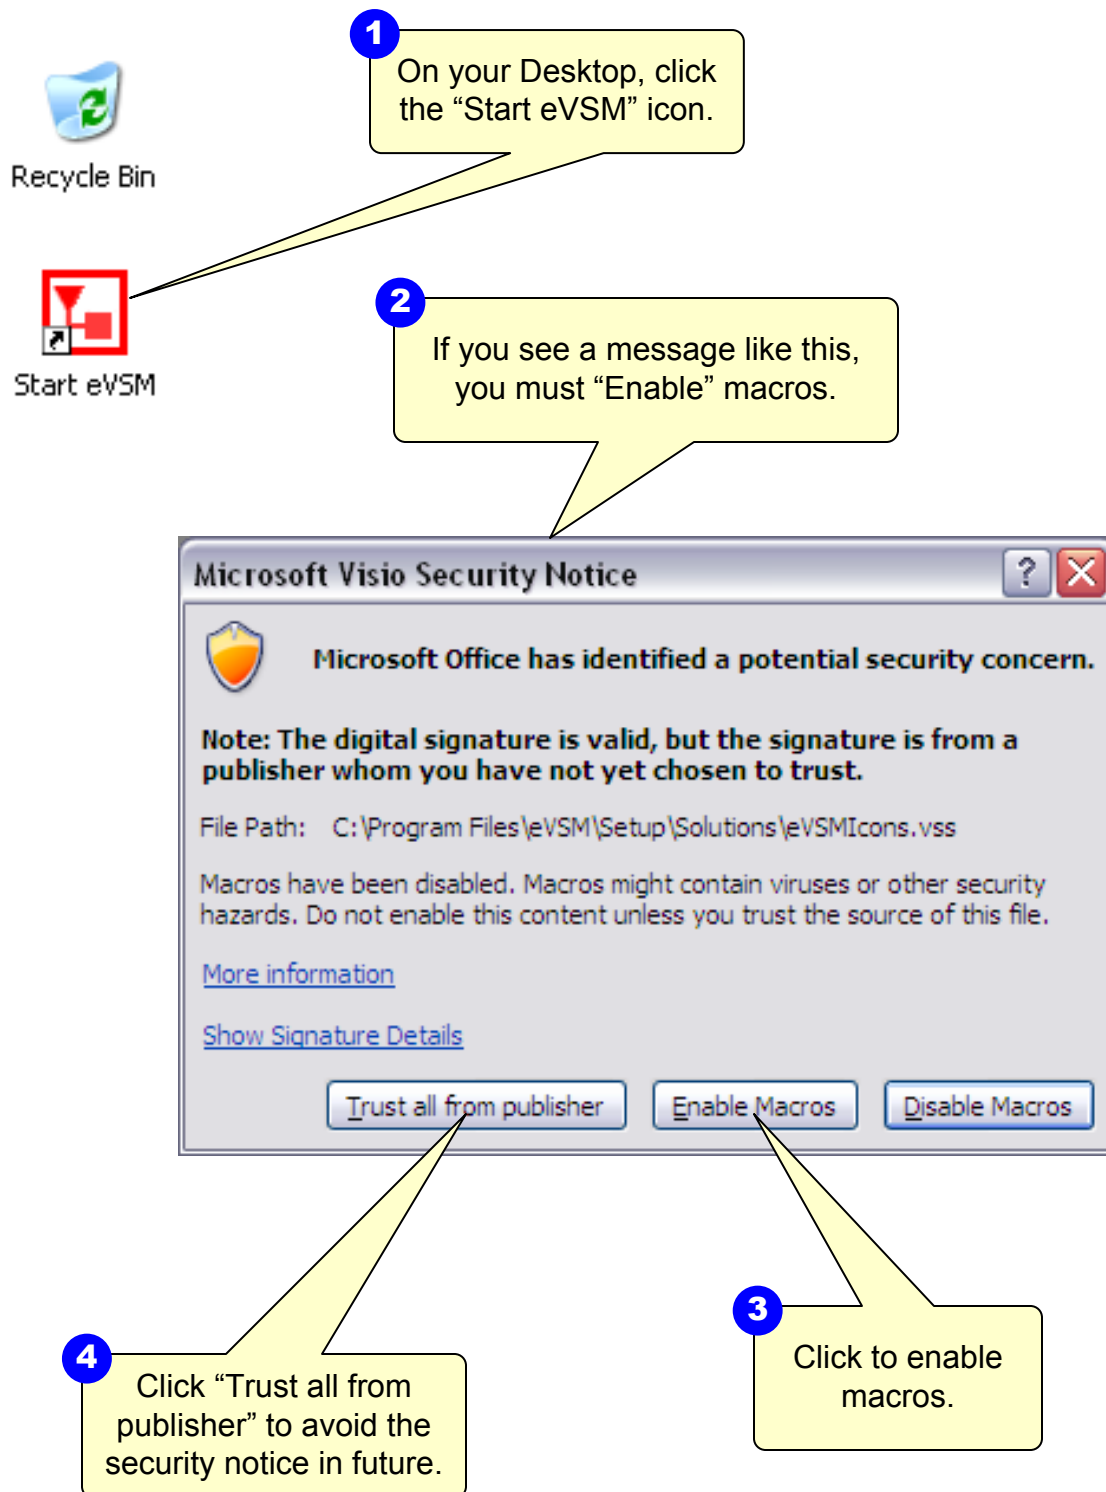 1
On your Desktop, click
the “Start eVSM” icon.
Recycle Bin
Start eVSM
2
If you see a message like this,
you must “Enable” macros.
Microsoft Visio Security Notice
?
Microsoft Office has identified a potential security concern.
Note: The digital signature is valid, but the signature is from a
publisher whom you have not yet chosen to trust.
File Path: C:\Program Files\eVSM\Setup\Solutions\eVSMIcons.vss
Macros have been disabled. Macros might contain viruses or other security
hazards. Do not enable this content unless you trust the source of this file.
More information
Show Signature Details
Trust all from publisher
Enable Macros
Disable Macros
3
Click to enable
macros.
4
Click “Trust all from
publisher” to avoid the
security notice in future.